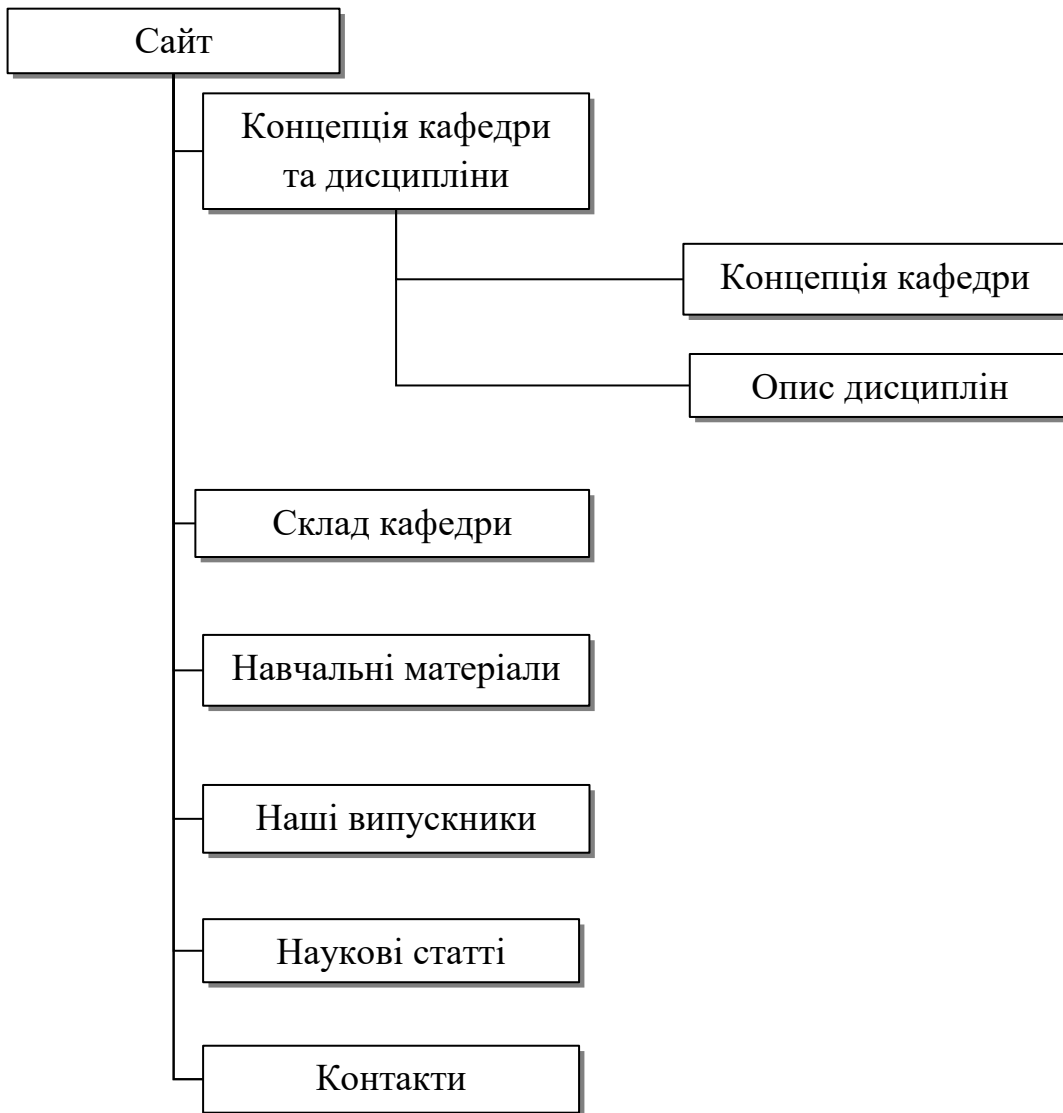 Сайт
Концепція кафедри
та дисципліни
Концепція кафедри
Опис дисциплін
Склад кафедри
Навчальні матеріали
Наші випускники
Наукові статті
Контакти